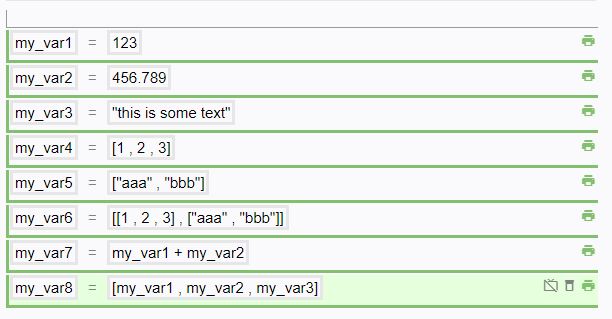 my_var1 = 123
my_var2 = 456.789
my_var3 = "this is some text"
my_var4 = [1 , 2 , 3]
my_var5 = ["aaa" , "bbb"]
my_var6 = [[1 , 2 , 3] , ["aaa" , "bbb"]]
my_var7 = my_var1 + my_var2
my_var8 = [my_var1 , my_var2 , my_var3]